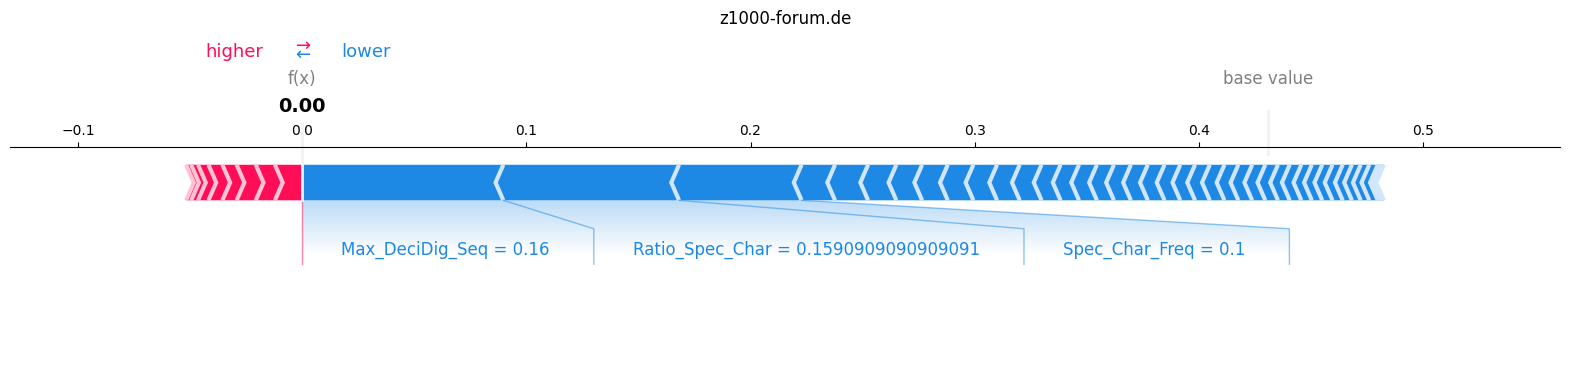 z1000-forum.de
higher ⇄ lower
f(x) base value
0.00
−0.1 0.0 0.1 0.2 0.3 0.4 0.5
Max_DeciDig_Seq = 0.16 Ratio_Spec_Char = 0.1590909090909091 Spec_Char_Freq = 0.1